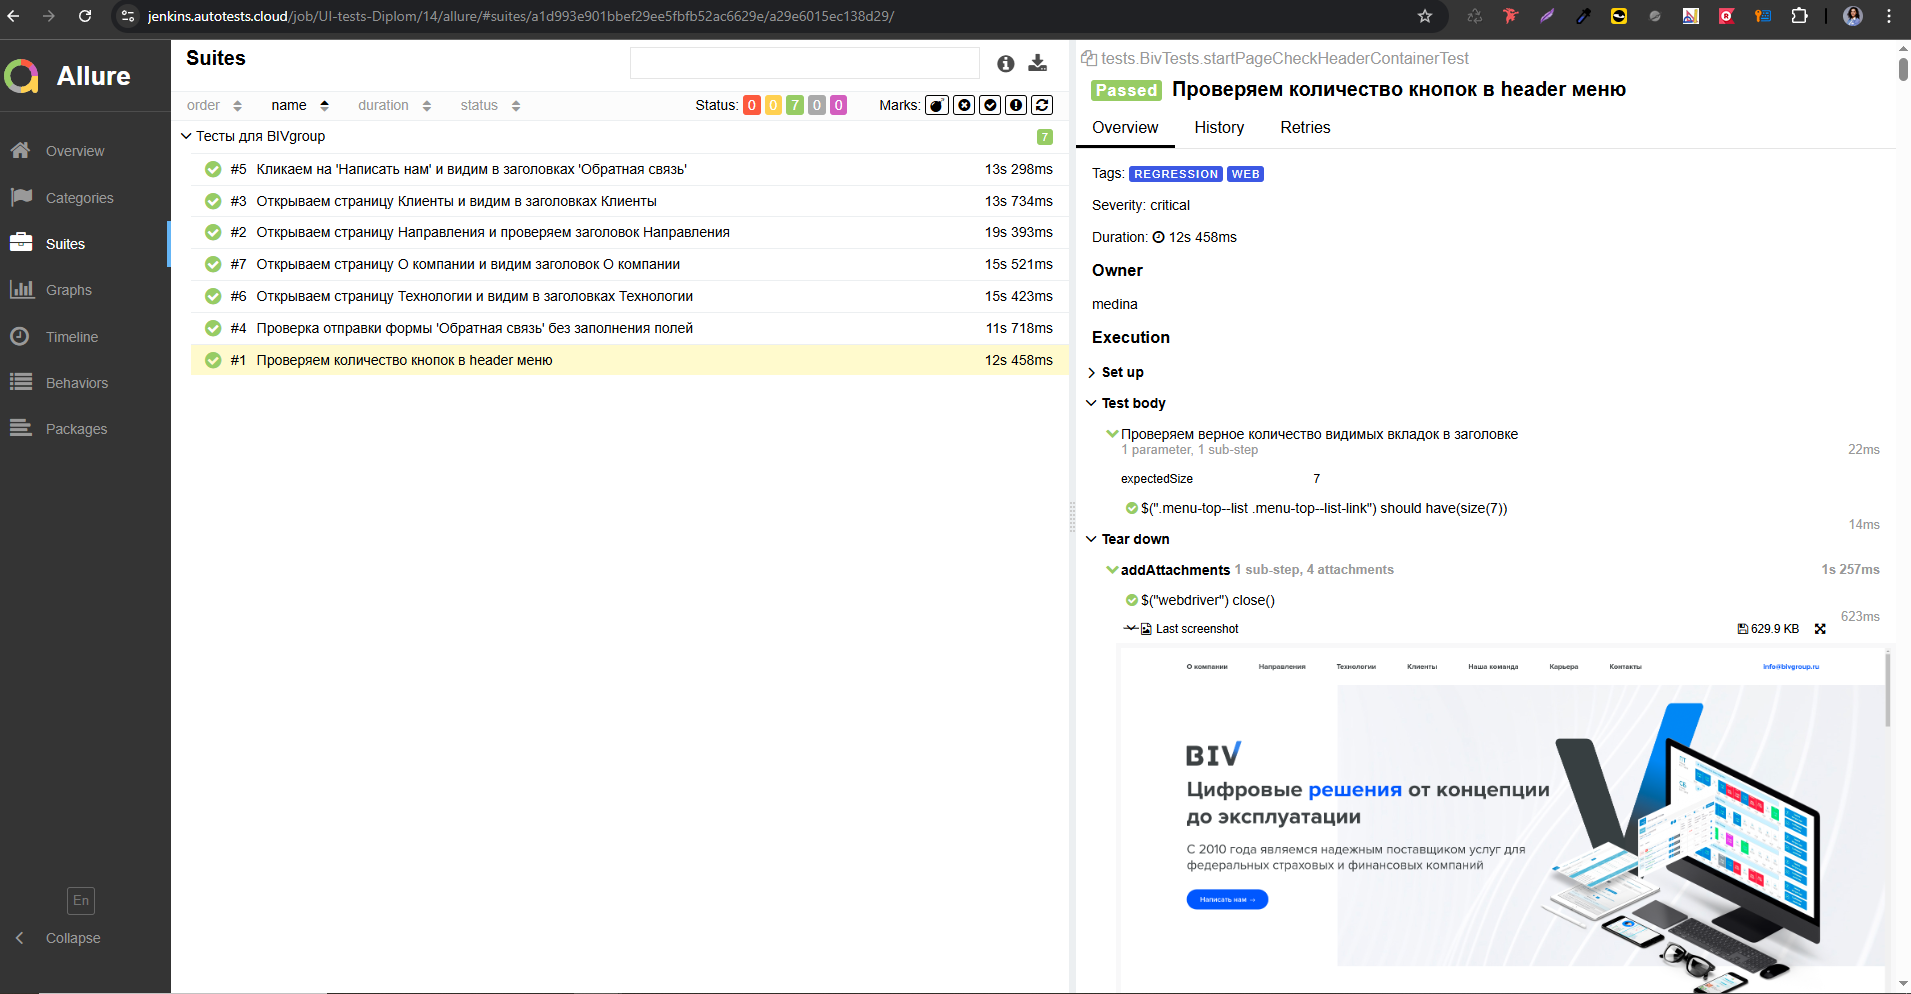 jenkins.autotests.cloud/job/UI-tests-Diplom/14/allure/#suites/a1d993e901bbef29ee5fbfb52ac6629e/a29e6015ec138d29/
Allure
Overview
Categories
Suites
Graphs
Timeline
Behaviors
Packages
En
Collapse
Suites
order name duration status Status: 0 0 7 0 0 Marks:
Тесты для BIVgroup 7
#5 Кликаем на 'Написать нам' и видим в заголовках 'Обратная связь' 13s 298ms
#3 Открываем страницу Клиенты и видим в заголовках Клиенты 13s 734ms
#2 Открываем страницу Направления и проверяем заголовок Направления 19s 393ms
#7 Открываем страницу О компании и видим заголовок О компании 15s 521ms
#6 Открываем страницу Технологии и видим в заголовках Технологии 15s 423ms
#4 Проверка отправки формы 'Обратная связь' без заполнения полей 11s 718ms
#1 Проверяем количество кнопок в header меню 12s 458ms
tests.BivTests.startPageCheckHeaderContainerTest
Passed Проверяем количество кнопок в header меню
Overview History Retries
Tags: REGRESSION WEB
Severity: critical
Duration: 12s 458ms
Owner
medina
Execution
Set up
Test body
Проверяем верное количество видимых вкладок в заголовке
1 parameter, 1 sub-step 22ms
expectedSize 7
$(".menu-top--list .menu-top--list-link") should have(size(7))
14ms
Tear down
addAttachments 1 sub-step, 4 attachments 1s 257ms
$("webdriver") close()
623ms
Last screenshot 629.9 KB
О компании Направления Технологии Клиенты Наша команда Карьера Контакты info@bivgroup.ru
BIV
Цифровые решения от концепции
до эксплуатации
С 2010 года являемся надежным поставщиком услуг для
федеральных страховых и финансовых компаний
Написать нам →